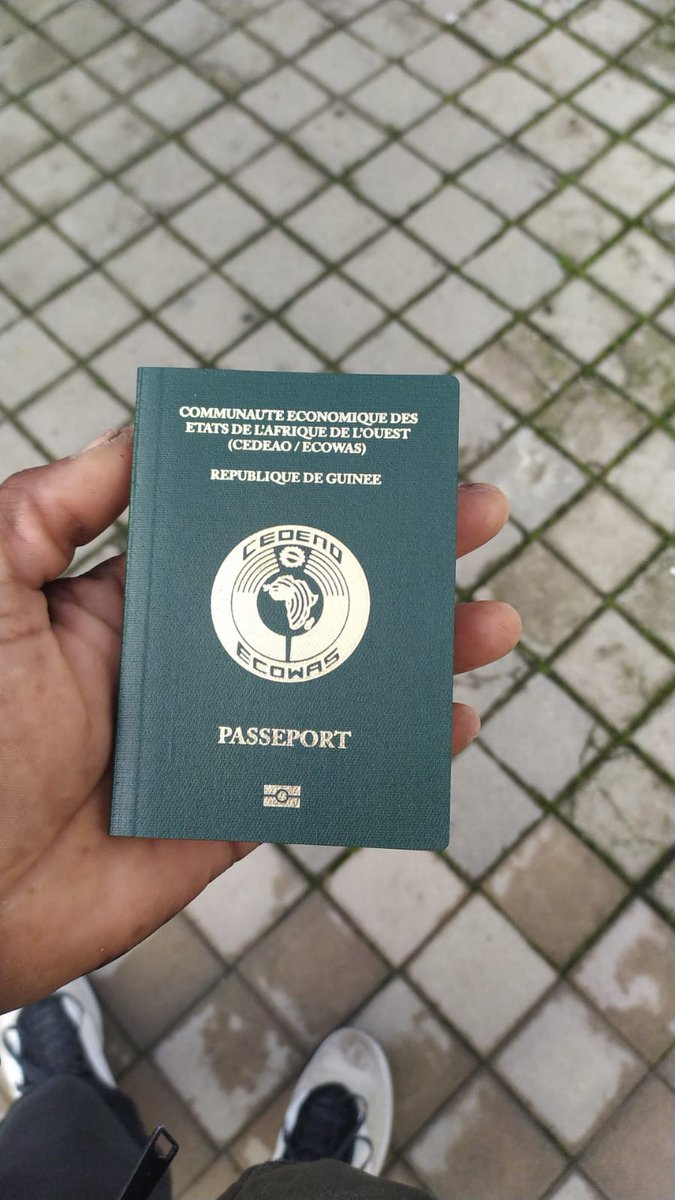 COMMUNAUTE ECONOMIQUE DES
ETATS DE L'AFRIQUE DE L'OUEST
(CEDEAO / ECOWAS)
REPUBLIQUE DE GUINEE
CEDEAO
ECOWAS
PASSEPORT